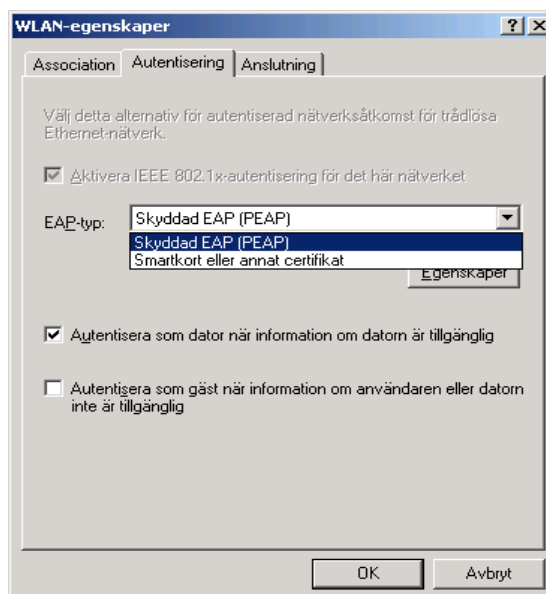 WLAN-egenskaper
Association Autentisering Anslutning
Välj detta alternativ för autentiserad nätverksåtkomst för trådlösa
Ethernet-nätverk.
Aktivera IEEE 802.1x-autentisering för det här nätverket
EAP-typ: Skyddad EAP (PEAP)
Skyddad EAP (PEAP)
Smartkort eller annat certifikat
Egenskaper
Autentisera som dator när information om datorn är tillgänglig
Autentisera som gäst när information om användaren eller datorn
inte är tillgänglig
OK Avbryt